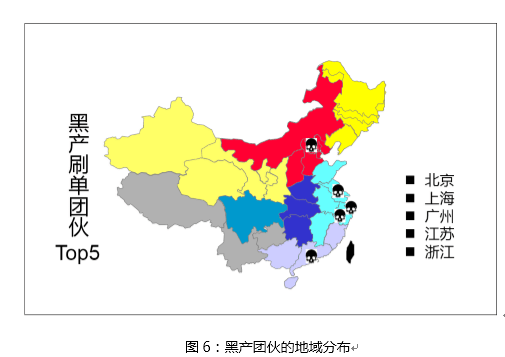 黑产刷单团伙
Top5
北京
上海
广州
江苏
浙江
图 6：黑产团伙的地域分布